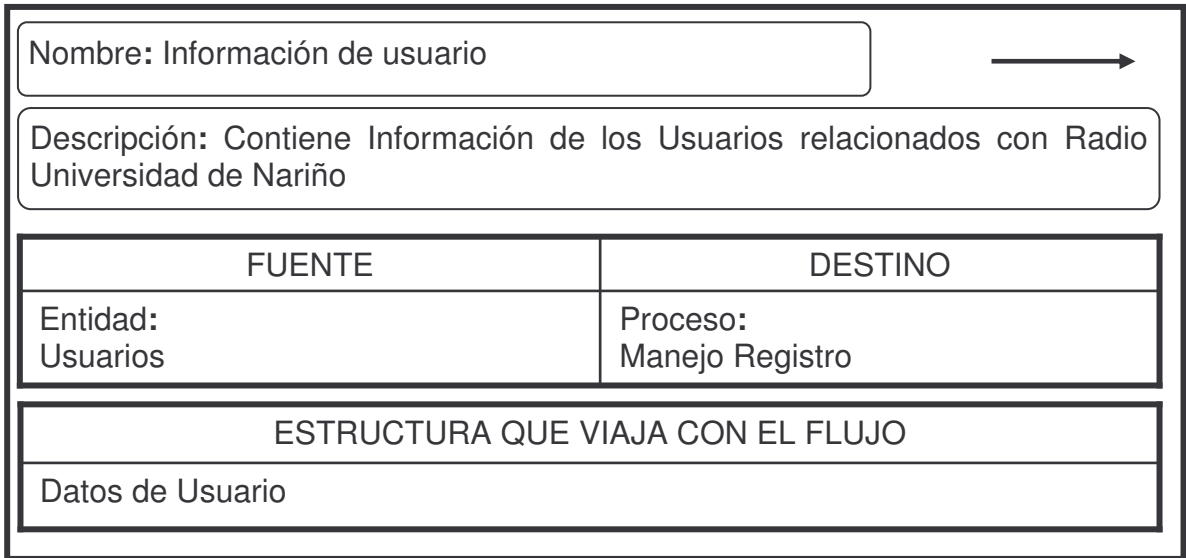 Nombre: Información de usuario
Descripción: Contiene Información de los Usuarios relacionados con Radio
Universidad de Nariño
FUENTE
DESTINO
Entidad:
Usuarios
Proceso:
Manejo Registro
ESTRUCTURA QUE VIAJA CON EL FLUJO
Datos de Usuario